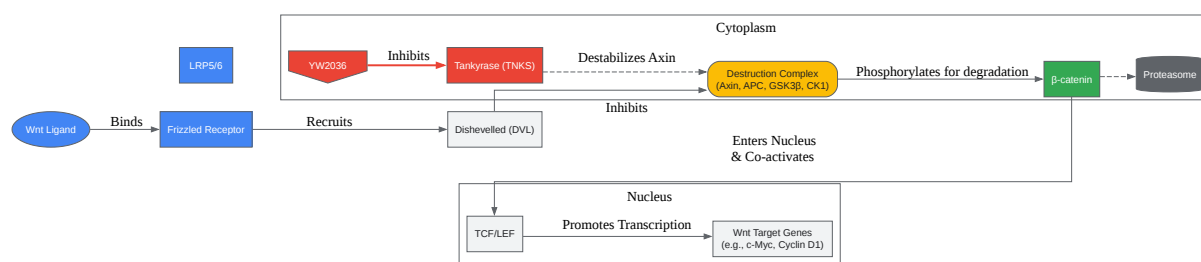 Cytoplasm
LRP5/6
YW2036
Inhibits
Tankyrase (TNKS)
Destabilizes Axin
Destruction Complex
(Axin, APC, GSK3β, CK1)
Phosphorylates for degradation
β-catenin
Proteasome
Inhibits
Wnt Ligand
Binds
Frizzled Receptor
Recruits
Dishevelled (DVL)
Enters Nucleus
& Co-activates
Nucleus
TCF/LEF
Promotes Transcription
Wnt Target Genes
(e.g., c-Myc, Cyclin D1)